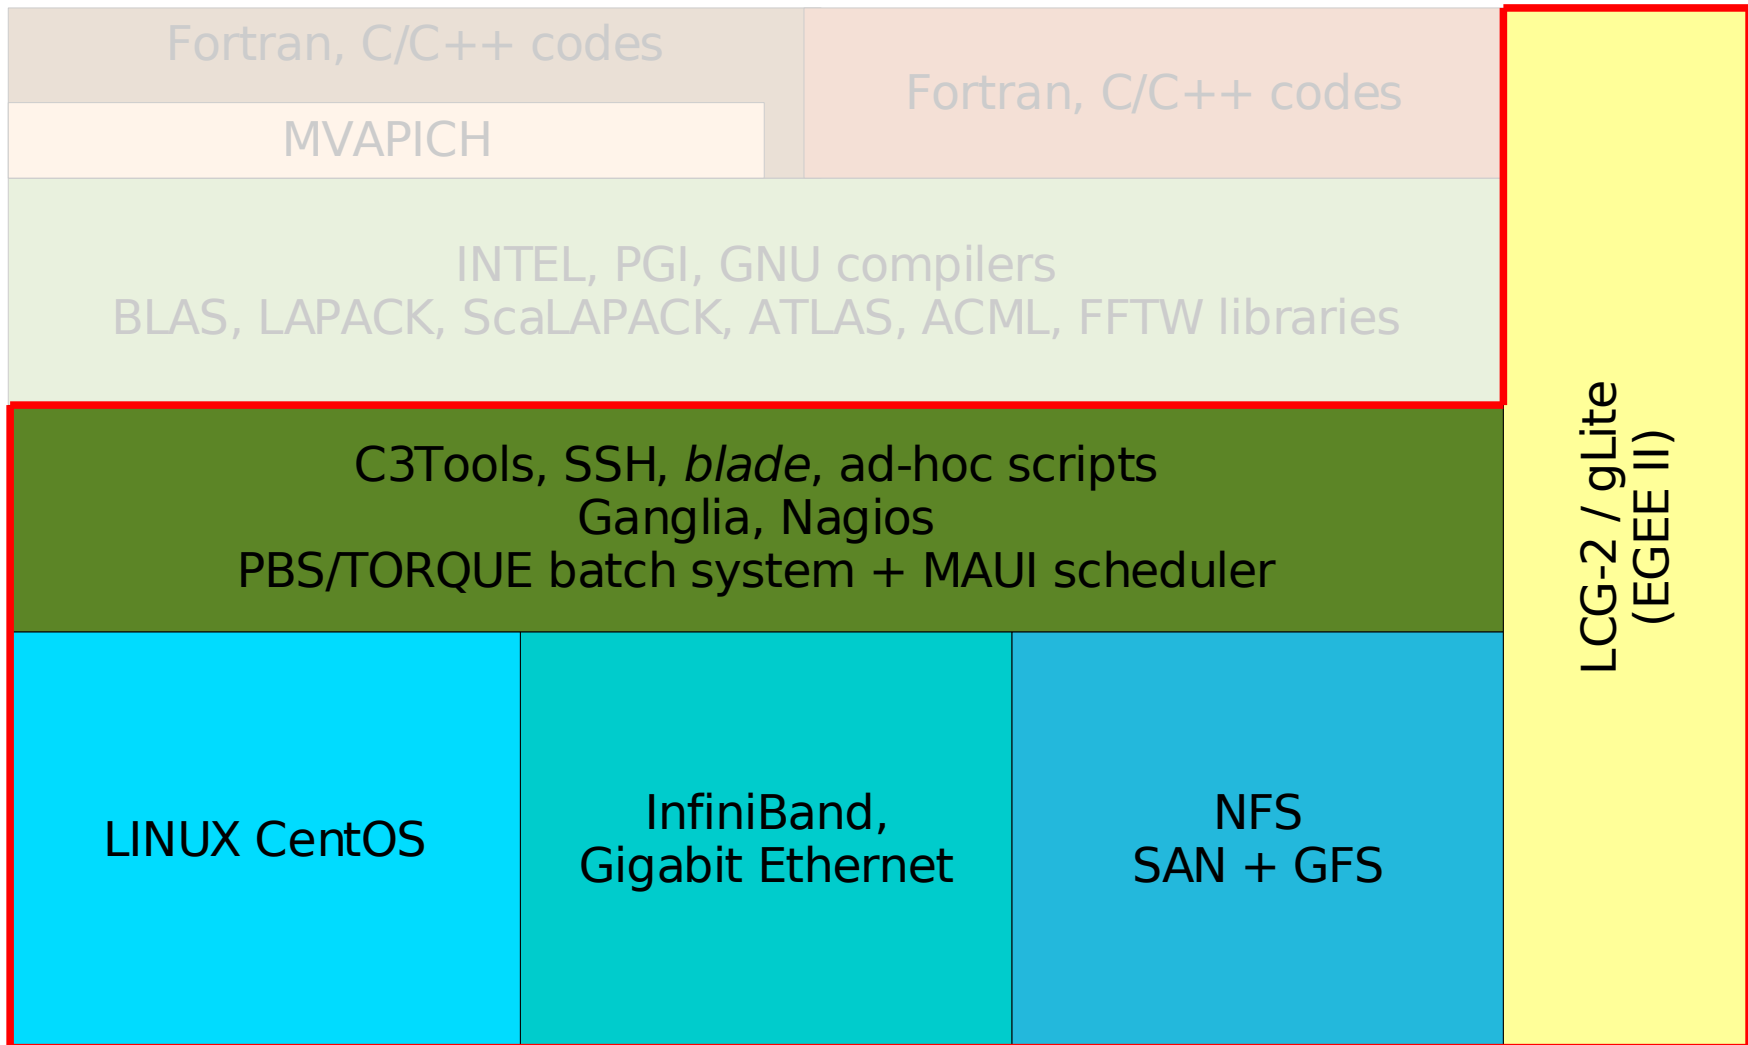 Fortran, C/C++ codes
Fortran, C/C++ codes
MVAPICH
INTEL, PGI, GNU compilers
BLAS, LAPACK, ScaLAPACK, ATLAS, ACML, FFTW libraries
C3Tools, SSH, blade, ad-hoc scripts
Ganglia, Nagios
PBS/TORQUE batch system + MAUI scheduler
LINUX CentOS
InfiniBand,
Gigabit Ethernet
NFS
SAN + GFS
LCG-2 / gLite
(EGEE II)